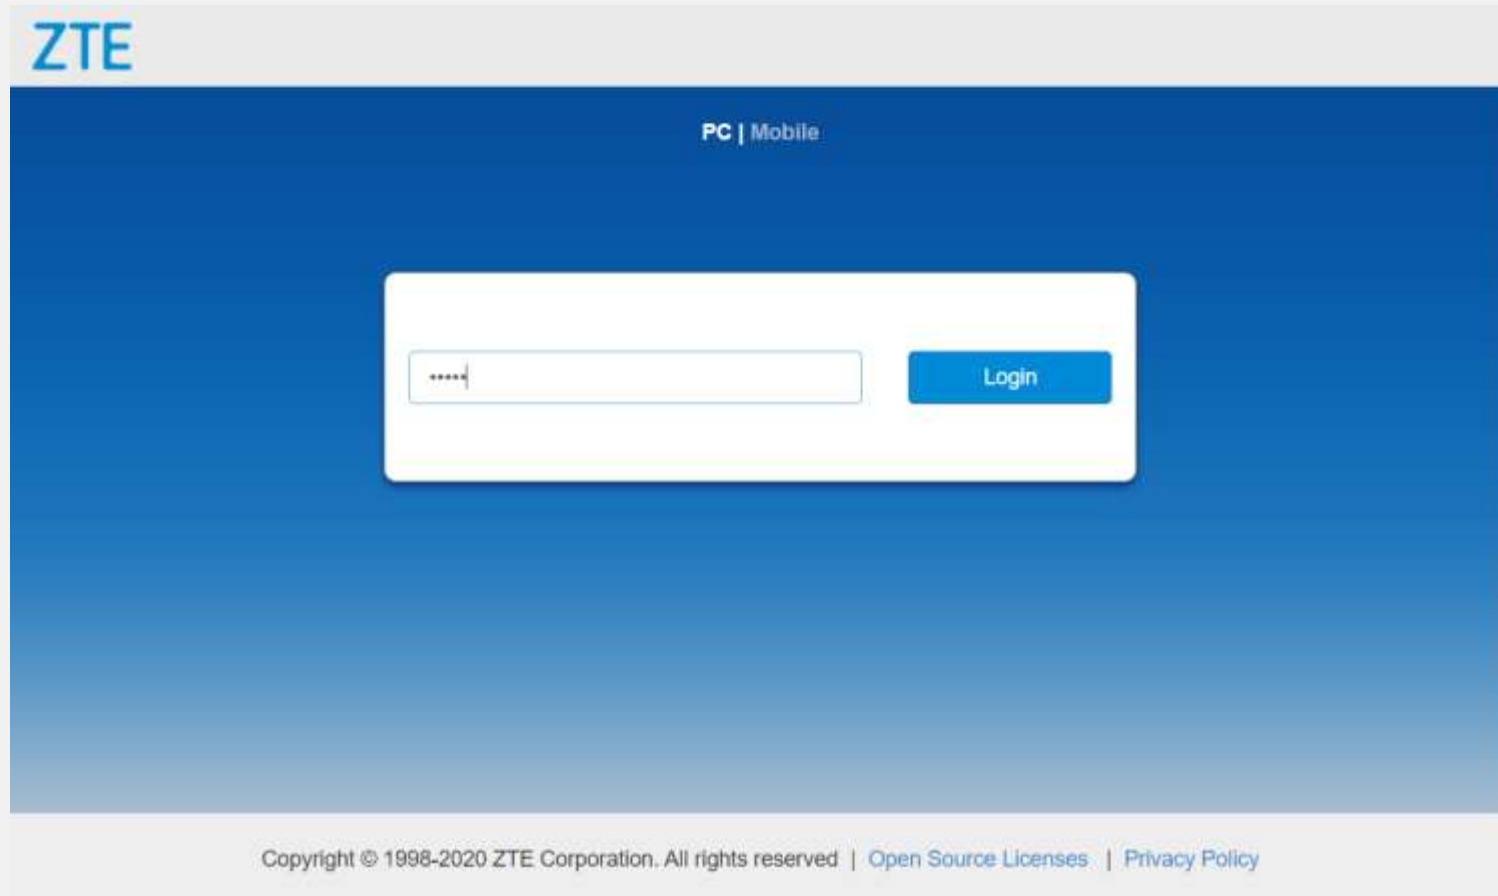 ZTE
PC | Mobile
•••••
Login
Copyright © 1998-2020 ZTE Corporation. All rights reserved | Open Source Licenses | Privacy Policy